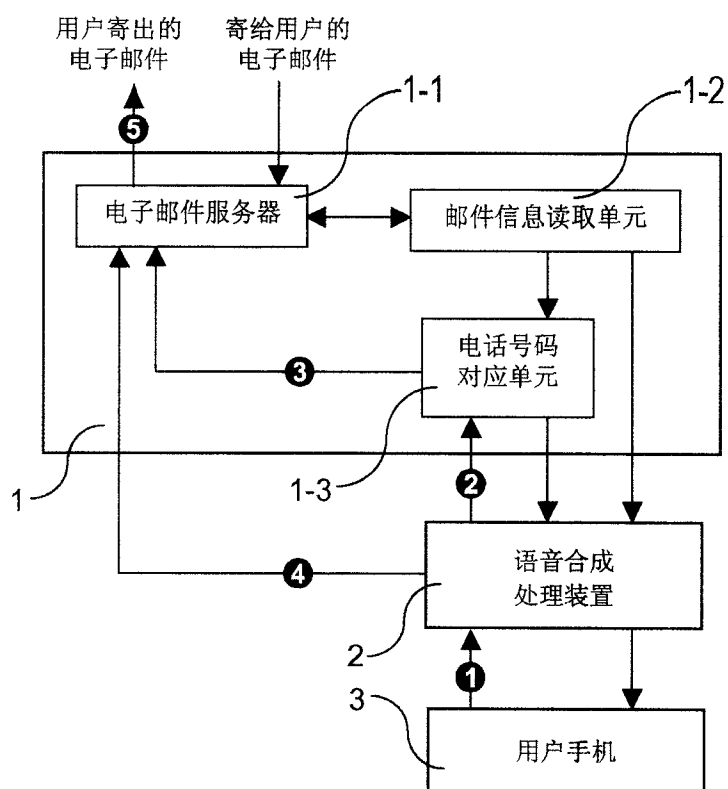 用户寄出的
电子邮件
寄给用户的
电子邮件
1-1
1-2
5
电子邮件服务器
邮件信息读取单元
电话号码
对应单元
3
1
1-3
2
4
语音合成
处理装置
2
1
3
用户手机